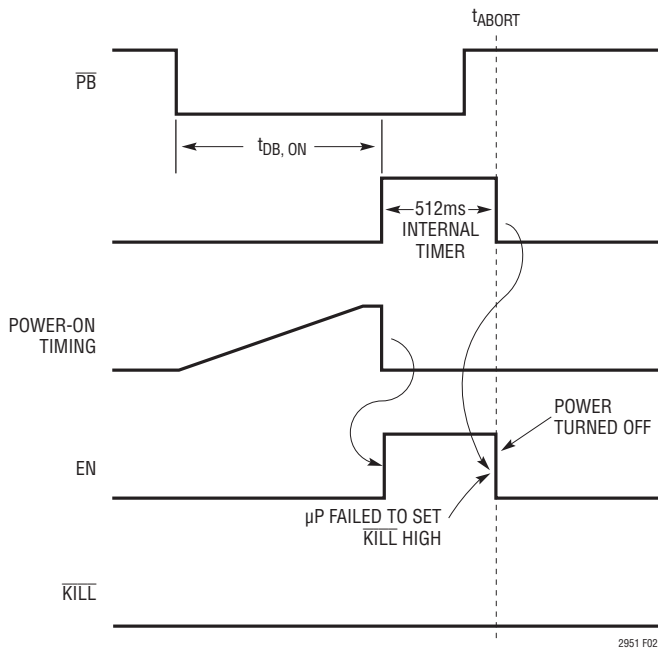 tABORT
PB
tDB, ON
512ms
INTERNAL
TIMER
POWER-ON
TIMING
POWER
TURNED OFF
EN
µP FAILED TO SET
KILL HIGH
KILL
2951 F02